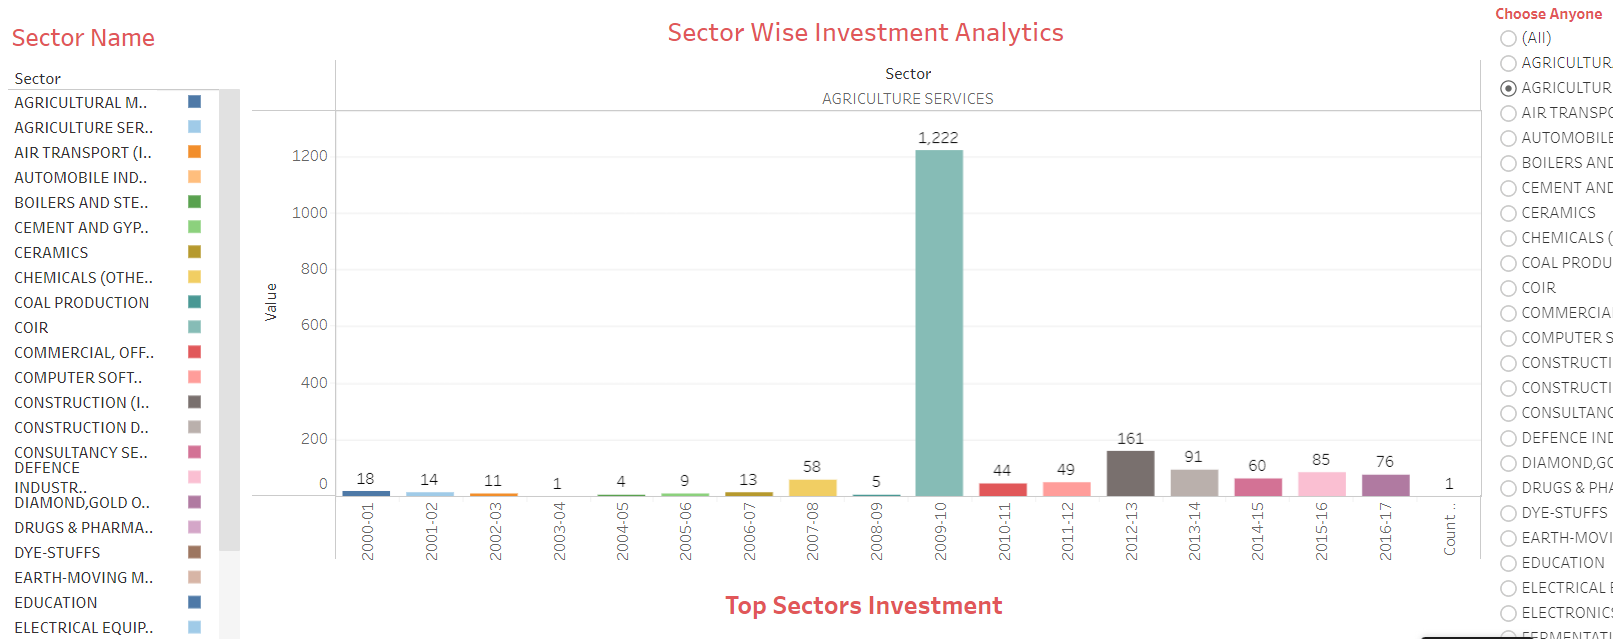 Sector Name
Sector
AGRICULTURAL M..
AGRICULTURE SER..
AIR TRANSPORT (I..
AUTOMOBILE IND..
BOILERS AND STE..
CEMENT AND GYP..
CERAMICS
CHEMICALS (OTHE..
COAL PRODUCTION
COIR
COMMERCIAL, OFF..
COMPUTER SOFT..
CONSTRUCTION (I..
CONSTRUCTION D..
CONSULTANCY SE..
DEFENCE
INDUSTR..
DIAMOND,GOLD O..
DRUGS & PHARMA..
DYE-STUFFS
EARTH-MOVING M..
EDUCATION
ELECTRICAL EQUIP..
Sector Wise Investment Analytics
Sector
AGRICULTURE SERVICES
Value
1200
1000
800
600
400
200
0
18
14
11
1
4
9
13
58
5
1,222
44
49
161
91
60
85
76
1
2000-01
2001-02
2002-03
2003-04
2004-05
2005-06
2006-07
2007-08
2008-09
2009-10
2010-11
2011-12
2012-13
2013-14
2014-15
2015-16
2016-17
Count ..
Top Sectors Investment
Choose Anyone
(All)
AGRICULTURA
AGRICULTUR
AIR TRANSPO
AUTOMOBILE
BOILERS AND
CEMENT AND
CERAMICS
CHEMICALS (
COAL PRODU
COIR
COMMERCIA
COMPUTER S
CONSTRUCTI
CONSTRUCTI
CONSULTANC
DEFENCE IND
DIAMOND,GO
DRUGS & PHA
DYE-STUFFS
EARTH-MOVI
EDUCATION
ELECTRICAL E
ELECTRONICS
FERMENTATI